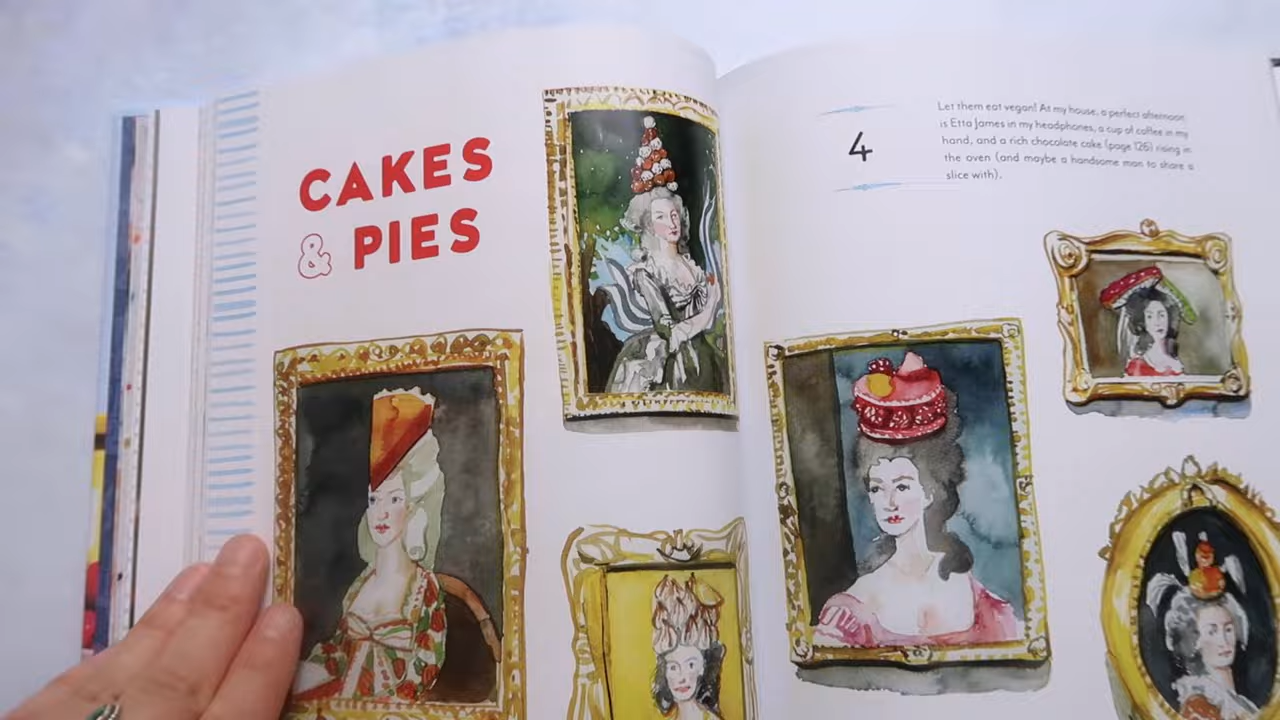 CAKES
& PIES
4
Let them eat vegan! At my house, a perfect afternoon
is Etta James in my headphones, a cup of coffee in my
hand, and a rich chocolate cake (page 126) rising in
the oven (and maybe a handsome man to share a
slice with).